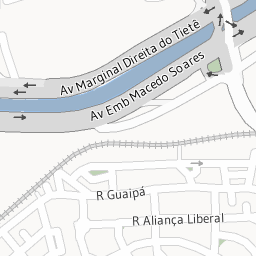 Av Marginal Direita do Tietê
Av Emb Macedo Soares
R Guaipá
R Aliança Liberal